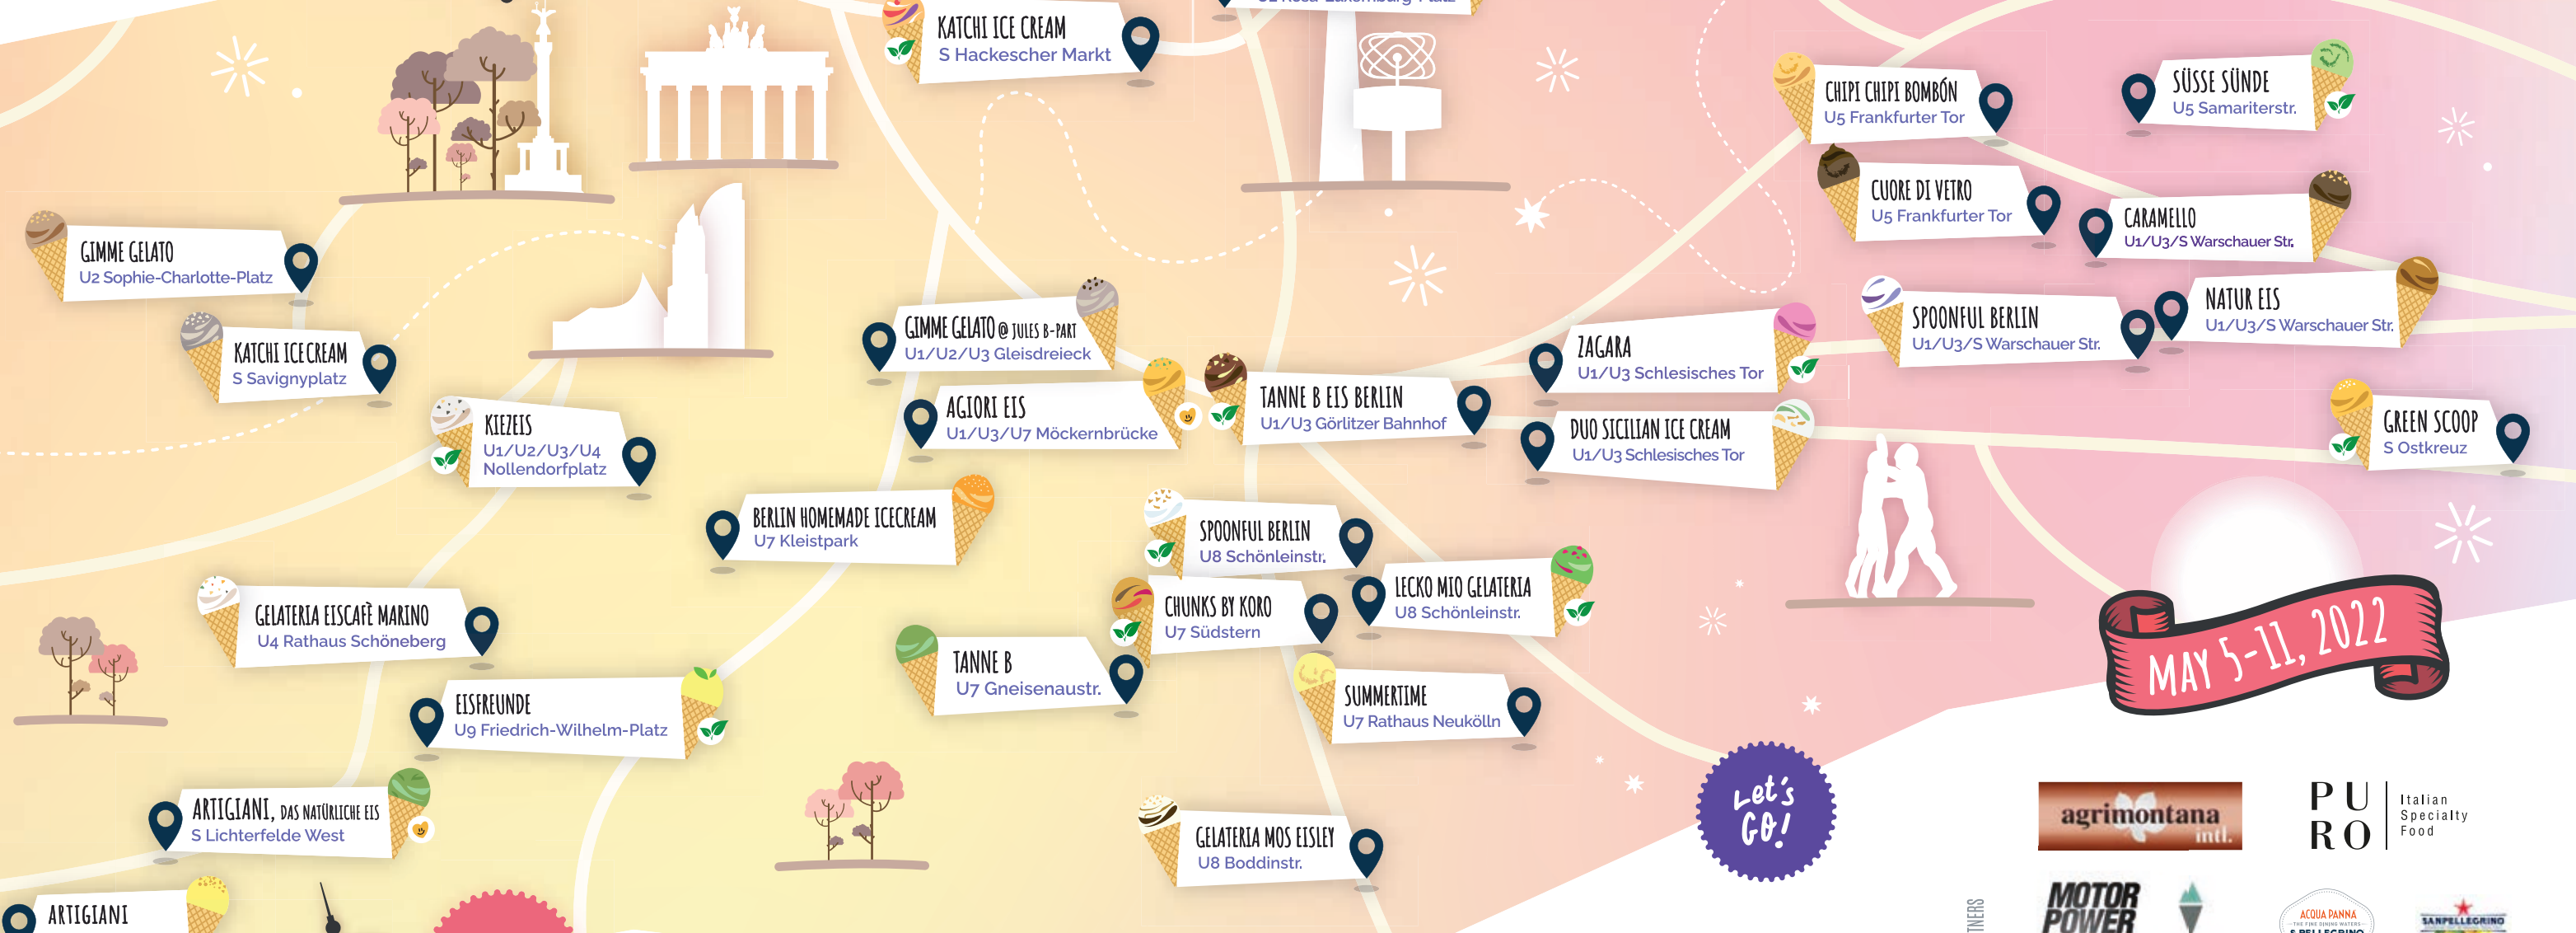 KATCHI ICE CREAM
S Hackescher Markt
CHIPI CHIPI BOMBÓN
U5 Frankfurter Tor
SÜSSE SÜNDE
U5 Samariterstr.
CUORE DI VETRO
U5 Frankfurter Tor
CARAMELLO
U1/U3/S Warschauer Str.
GIMME GELATO
U2 Sophie-Charlotte-Platz
KATCHI ICECREAM
S Savignyplatz
KIEZEIS
U1/U2/U3/U4
Nollendorfplatz
GIMME GELATO @ JULES B-PART
U1/U2/U3 Gleisdreieck
AGIORI EIS
U1/U3/U7 Möckernbrücke
TANNE B EIS BERLIN
U1/U3 Görlitzer Bahnhof
ZAGARA
U1/U3 Schlesisches Tor
DUO SICILIAN ICE CREAM
U1/U3 Schlesisches Tor
SPOONFUL BERLIN
U1/U3/S Warschauer Str.
NATUR EIS
U1/U3/S Warschauer Str.
GREEN SCOOP
S Ostkreuz
BERLIN HOMEMADE ICECREAM
U7 Kleistpark
SPOONFUL BERLIN
U8 Schönleinstr.
LECKO MIO GELATERIA
U8 Schönleinstr.
CHUNKS BY KORO
U7 Südstern
GELATERIA EISCAFÈ MARINO
U4 Rathaus Schöneberg
TANNE B
U7 Gneisenaustr.
EISFREUNDE
U9 Friedrich-Wilhelm-Platz
SUMMERTIME
U7 Rathaus Neukölln
MAY 5-11, 2022
ARTIGIANI, DAS NATÜRLICHE EIS
S Lichterfelde West
GELATERIA MOS EISLEY
U8 Boddinstr.
Let's
GO!
agrimontana
intl.
PU
RO
Italian
Specialty
Food
ARTIGIANI
MOTOR
POWER
ACQUA PANNA
S.PELLEGRINO
SANPELLEGRINO